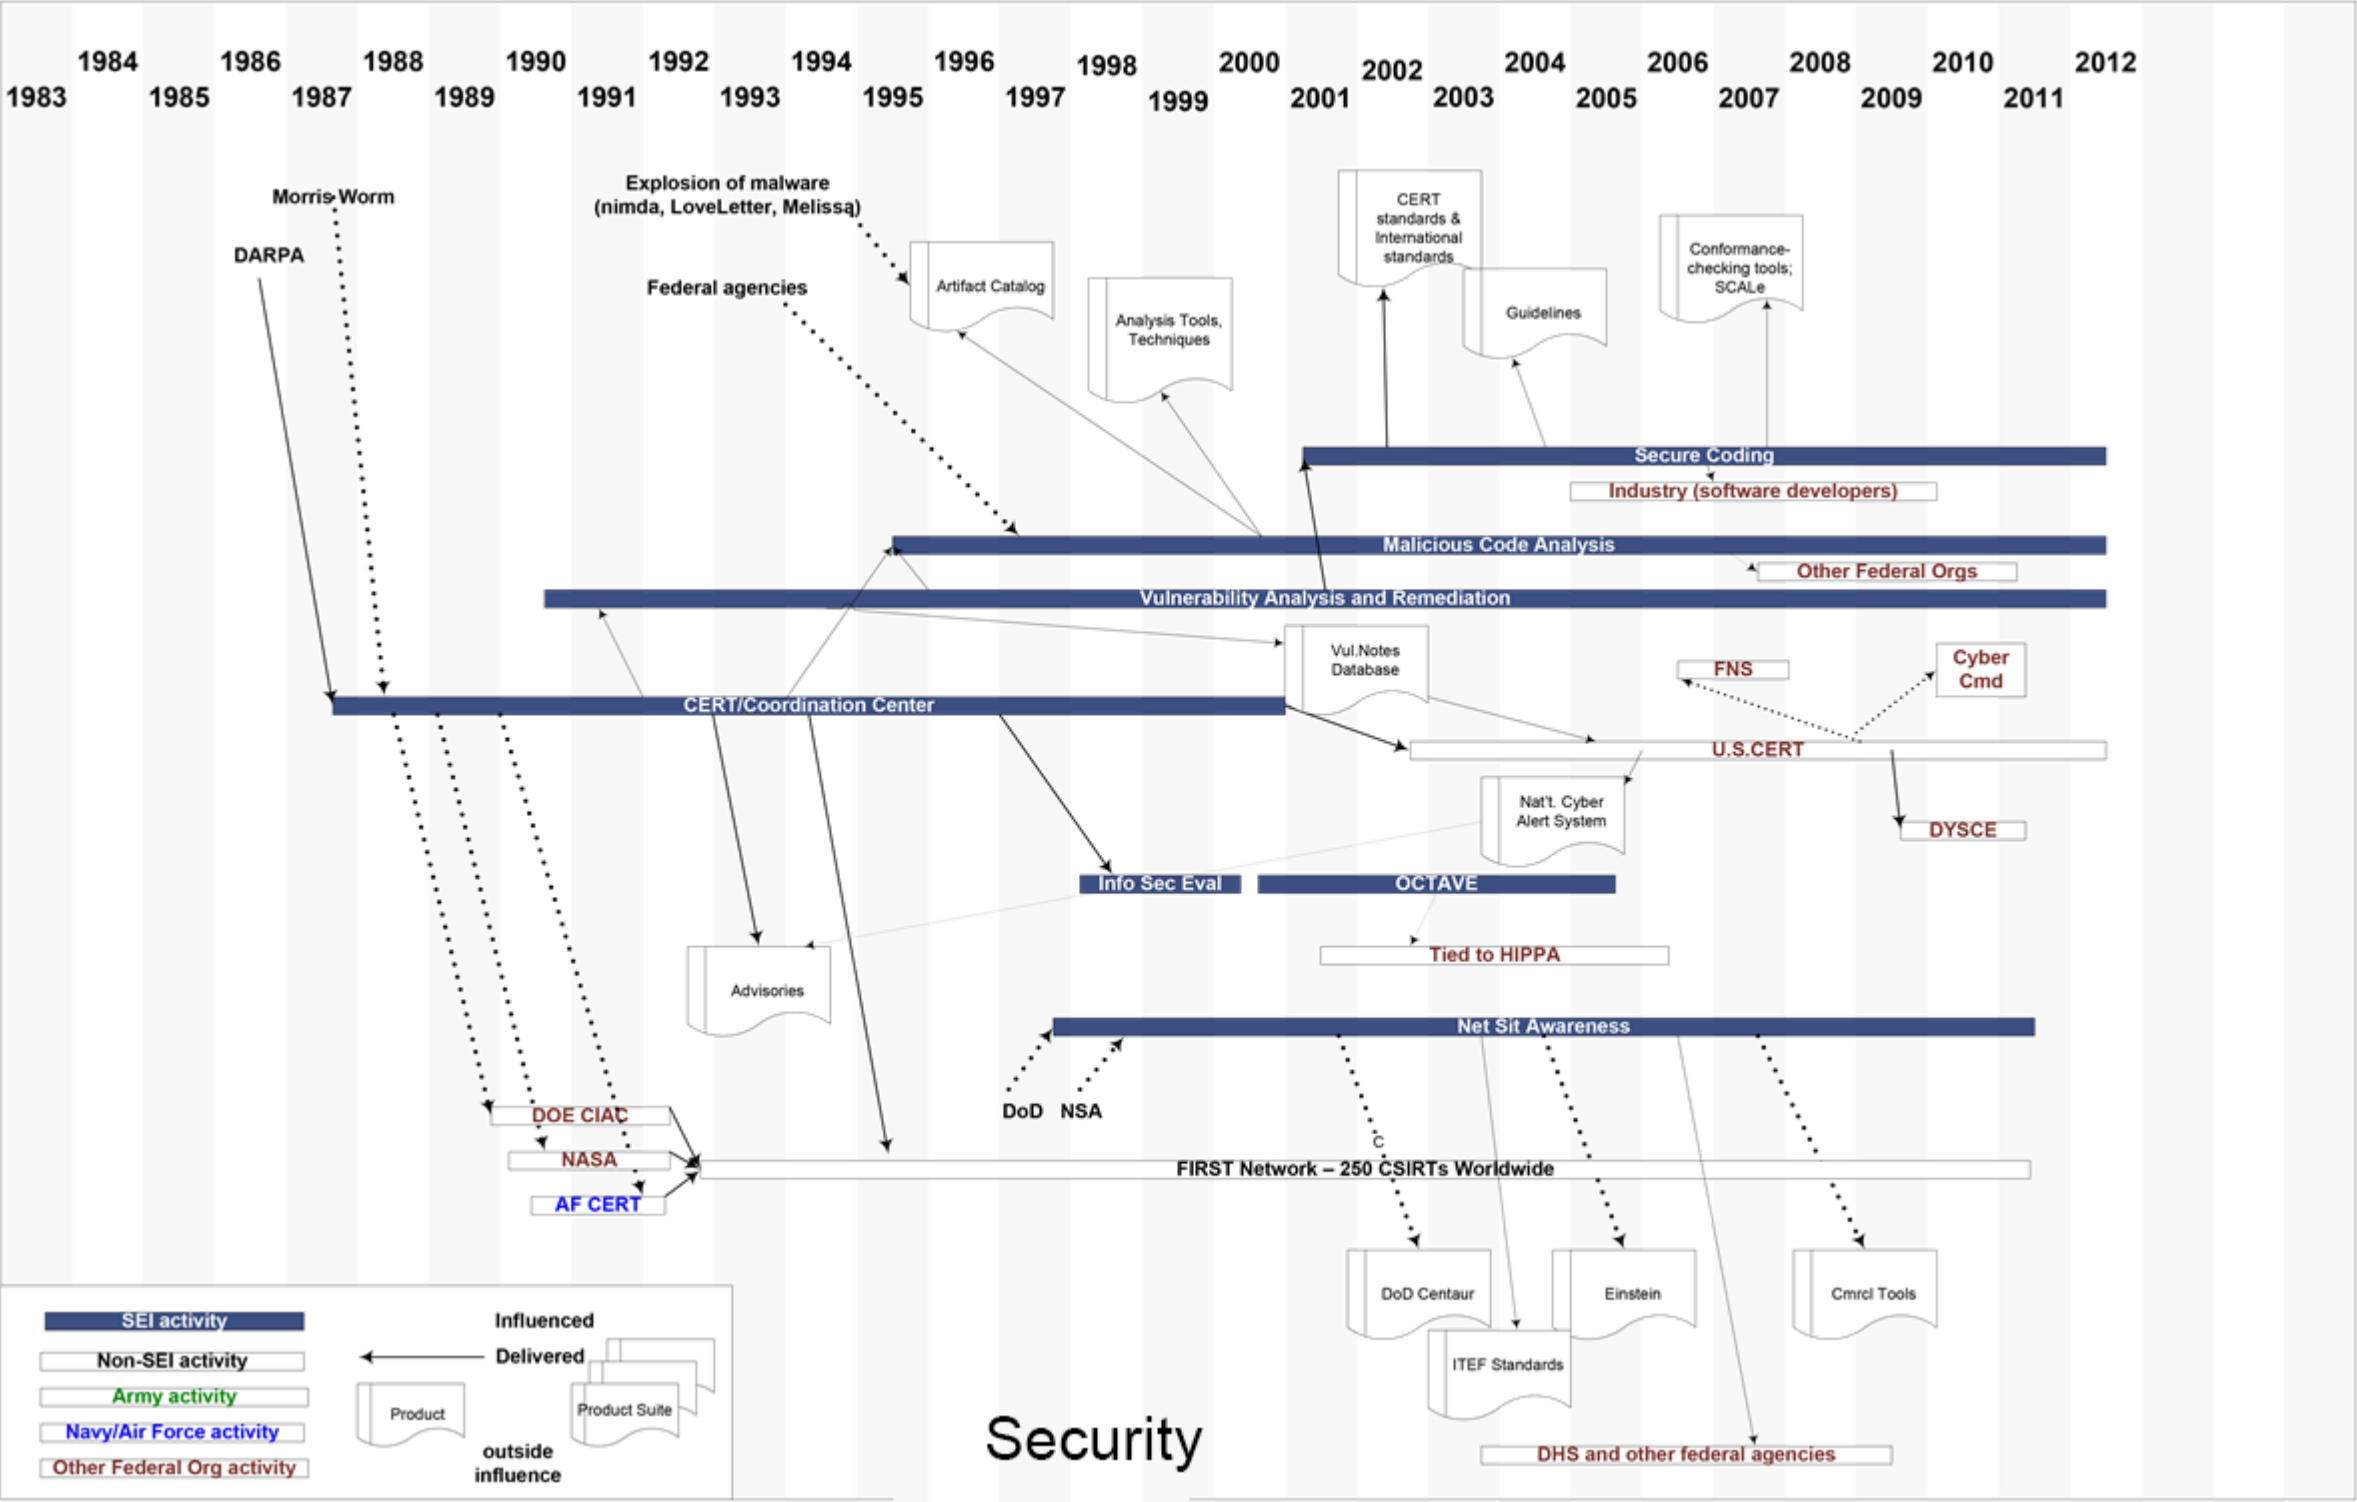 1984 1986 1988 1990 1992 1994 1996 1998 2000 2002 2004 2006 2008 2010 2012
1983 1985 1987 1989 1991 1993 1995 1997 1999 2001 2003 2005 2007 2009 2011
Morris Worm
DARPA
Explosion of malware
(nimda, LoveLetter, Melissa)
Federal agencies
Artifact Catalog
Analysis Tools,
Techniques
CERT
standards &
International
standards
Guidelines
Conformance-
checking tools;
SCALe
Secure Coding
Industry (software developers)
Malicious Code Analysis
Other Federal Orgs
Vulnerability Analysis and Remediation
Vul.Notes
Database
FNS
Cyber
Cmd
CERT/Coordination Center
U.S.CERT
Nat't. Cyber
Alert System
DYSCE
Info Sec Eval
OCTAVE
Tied to HIPPA
Advisories
Net Sit Awareness
DoD NSA
DOE CIAC
C
NASA
FIRST Network – 250 CSIRTs Worldwide
AF CERT
DoD Centaur
Einstein
Cmrcl Tools
ITEF Standards
DHS and other federal agencies
SEI activity
Non-SEI activity
Army activity
Navy/Air Force activity
Other Federal Org activity
Influenced
Delivered
Product
Product Suite
outside
influence
Security